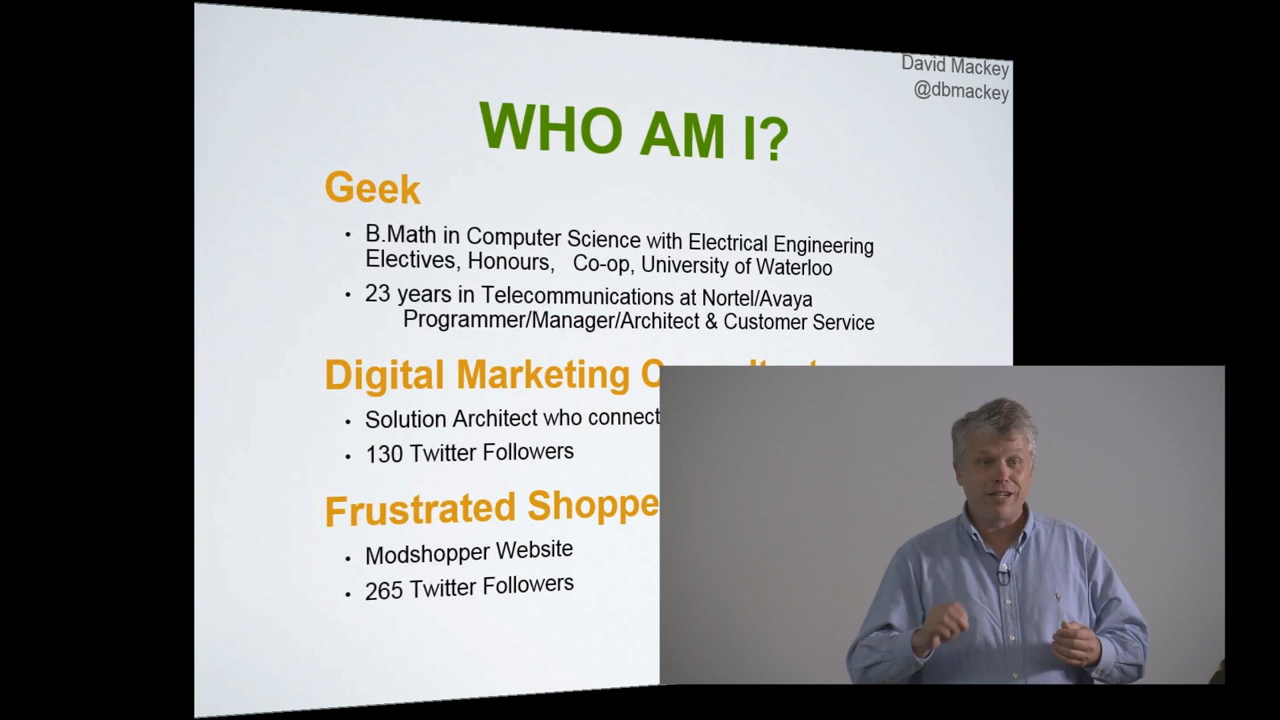 David Mackey
@dbmackey
WHO AM I?
Geek
• B.Math in Computer Science with Electrical Engineering
Electives, Honours, Co-op, University of Waterloo
• 23 years in Telecommunications at Nortel/Avaya
Programmer/Manager/Architect & Customer Service
Digital Marketing
• Solution Architect who connect
• 130 Twitter Followers
Frustrated Shoppe
• Modshopper Website
• 265 Twitter Followers